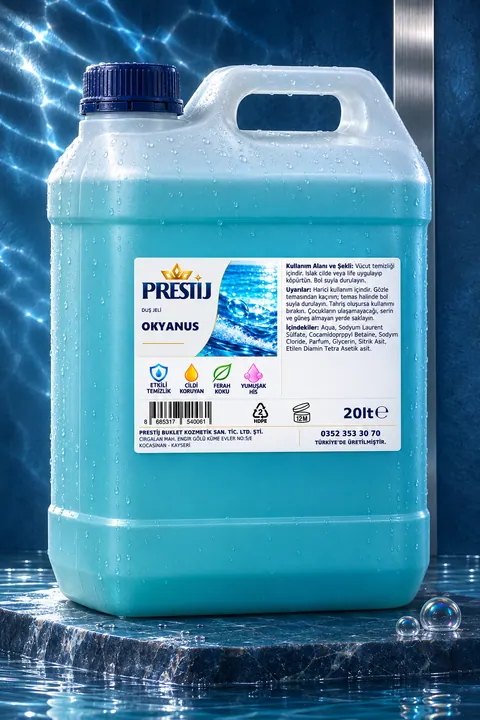 PRESTİJ
DUŞ JELİ
OKYANUS
Kullanım Alanı ve Şekli: Vücut temizliği
içindir. Islak cilde veya life uygulayıp
köpürtün. Bol suyla durulayın.
Uyarılar: Harici kullanım içindir. Gözle
temasından kaçının; temas halinde bol
suyla durulayın. Tahriş oluşursa kullanımı
bırakın. Çocukların ulaşamayacağı, serin
ve güneş almayan yerde saklayın.
İçindekiler: Aqua, Sodyum Laurent
Sülfate, Cocamidoprppyl Betaine, Sodym
Cloride, Parfum, Glycerin, Sitrik Asit.
Etilen Diamin Tetra Asetik asit.
ETKİLİ
TEMİZLİK
CİLDİ
KORUYAN
FERAH
KOKU
YUMUŞAK
HİS
8 685317 540061
2
HDPE
12M
20lt℮
PRESTİJ BUKLET KOZMETİK SAN. TİC. LTD. ŞTİ.
CIRGALAN MAH. ENGİR GÖLÜ KÜME EVLER NO:5/E
KOCASİNAN - KAYSERİ
0352 353 30 70
TÜRKİYE'DE ÜRETİLMİŞTİR.